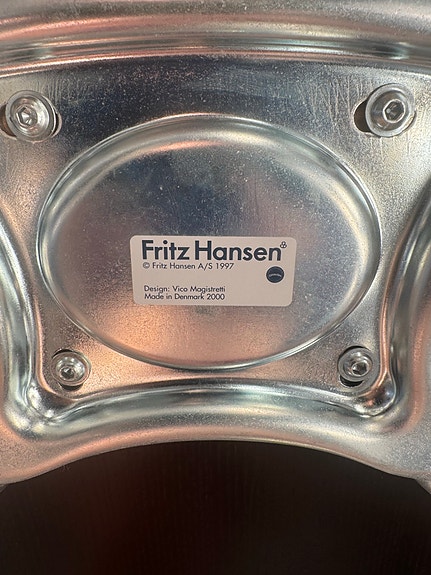 Fritz Hansen
© Fritz Hansen A/S 1997
Design: Vico Magistretti
Made in Denmark 2000